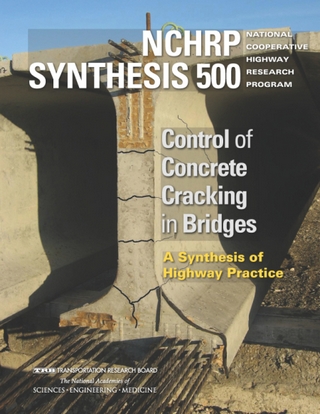 NCHRP
SYNTHESIS 500
NATIONAL
COOPERATIVE
HIGHWAY
RESEARCH
PROGRAM
Control of
Concrete
Cracking
in Bridges
A Synthesis of
Highway Practice
TRB TRANSPORTATION RESEARCH BOARD
The National Academies of
SCIENCES • ENGINEERING • MEDICINE